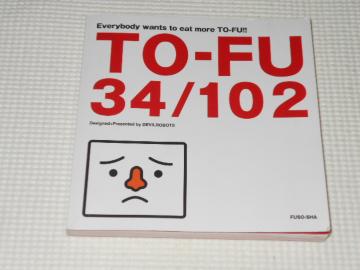 Everybody wants to eat more TO-FU!!
TO-FU
34/102
Designed+Presented by DEVILROBOTS
FUSO-SHA